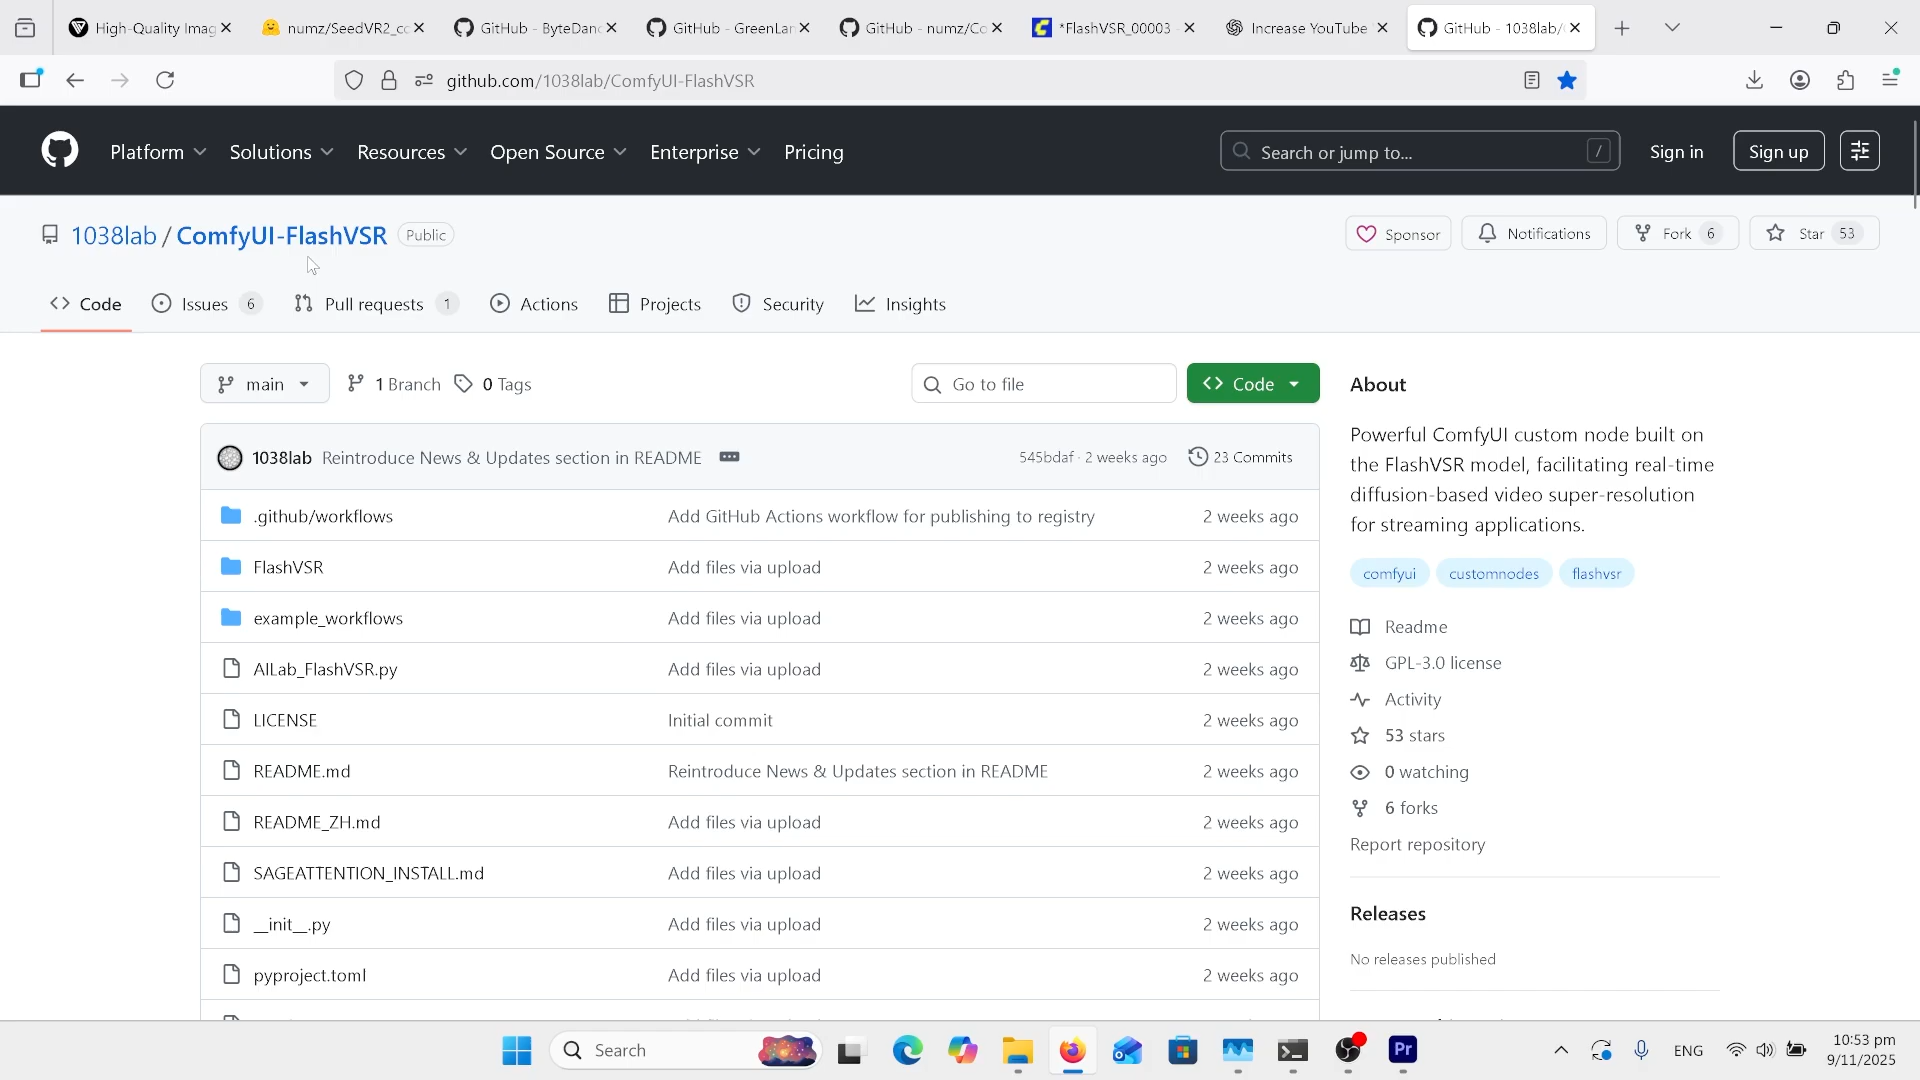 High-Quality Imag
numz/SeedVR2_cc
GitHub - ByteDanc
GitHub - GreenLan
GitHub - numz/Co
*FlashVSR_00003 -
Increase YouTube
GitHub - 1038lab/
github.com/1038lab/ComfyUI-FlashVSR
Platform
Solutions
Resources
Open Source
Enterprise
Pricing
Search or jump to...
/
Sign in
Sign up
1038lab / ComfyUI-FlashVSR
Public
Sponsor
Notifications
Fork 6
Star 53
Code
Issues 6
Pull requests 1
Actions
Projects
Security
Insights
main
1 Branch
0 Tags
Go to file
Code
About
Powerful ComfyUI custom node built on
the FlashVSR model, facilitating real-time
diffusion-based video super-resolution
for streaming applications.
comfyui
customnodes
flashvsr
Readme
GPL-3.0 license
Activity
53 stars
0 watching
6 forks
Report repository
Releases
No releases published
1038lab Reintroduce News & Updates section in README
545bdaf · 2 weeks ago
23 Commits
.github/workflows Add GitHub Actions workflow for publishing to registry 2 weeks ago
FlashVSR Add files via upload 2 weeks ago
example_workflows Add files via upload 2 weeks ago
AILab_FlashVSR.py Add files via upload 2 weeks ago
LICENSE Initial commit 2 weeks ago
README.md Reintroduce News & Updates section in README 2 weeks ago
README_ZH.md Add files via upload 2 weeks ago
SAGEATTENTION_INSTALL.md Add files via upload 2 weeks ago
__init__.py Add files via upload 2 weeks ago
pyproject.toml Add files via upload 2 weeks ago
Search
Pr
ENG
10:53 pm
9/11/2025